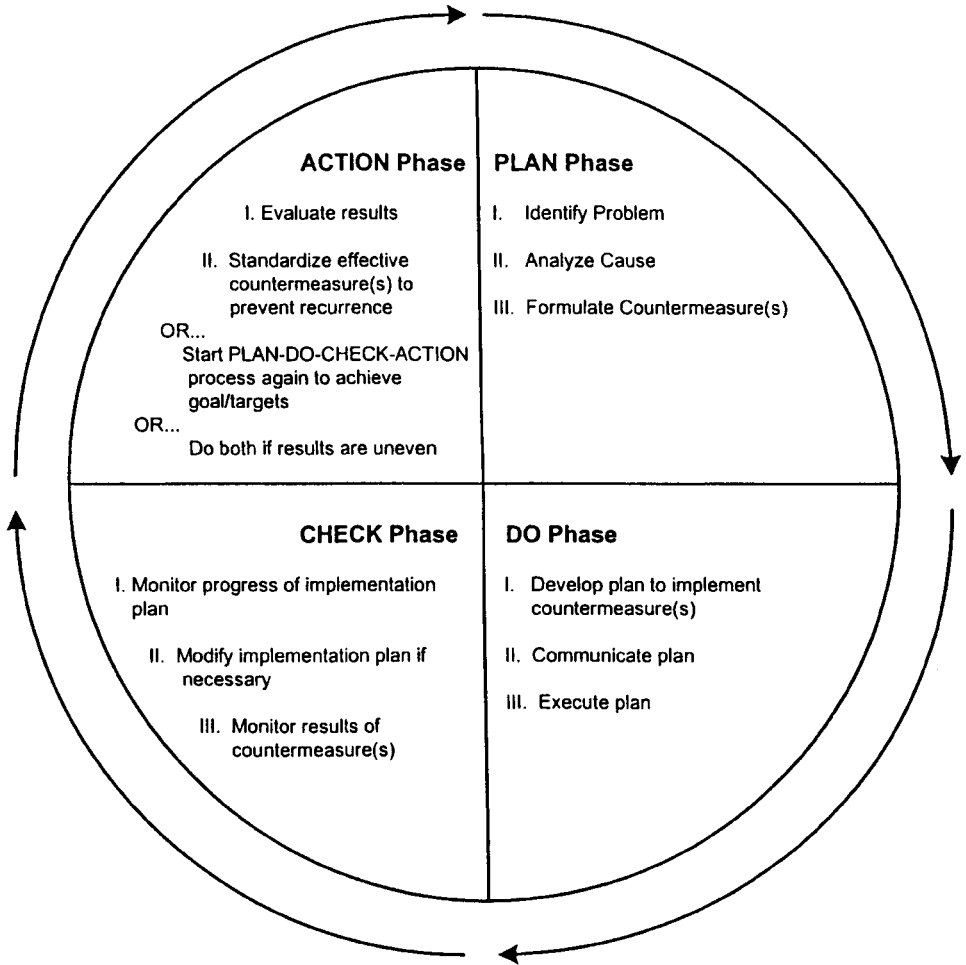 ACTION Phase
I. Evaluate results
II. Standardize effective
countermeasure(s) to
prevent recurrence
OR...
Start PLAN-DO-CHECK-ACTION
process again to achieve
goal/targets
OR...
Do both if results are uneven
PLAN Phase
I. Identify Problem
II. Analyze Cause
III. Formulate Countermeasure(s)
CHECK Phase
I. Monitor progress of implementation
plan
II. Modify implementation plan if
necessary
III. Monitor results of
countermeasure(s)
DO Phase
I. Develop plan to implement
countermeasure(s)
II. Communicate plan
III. Execute plan